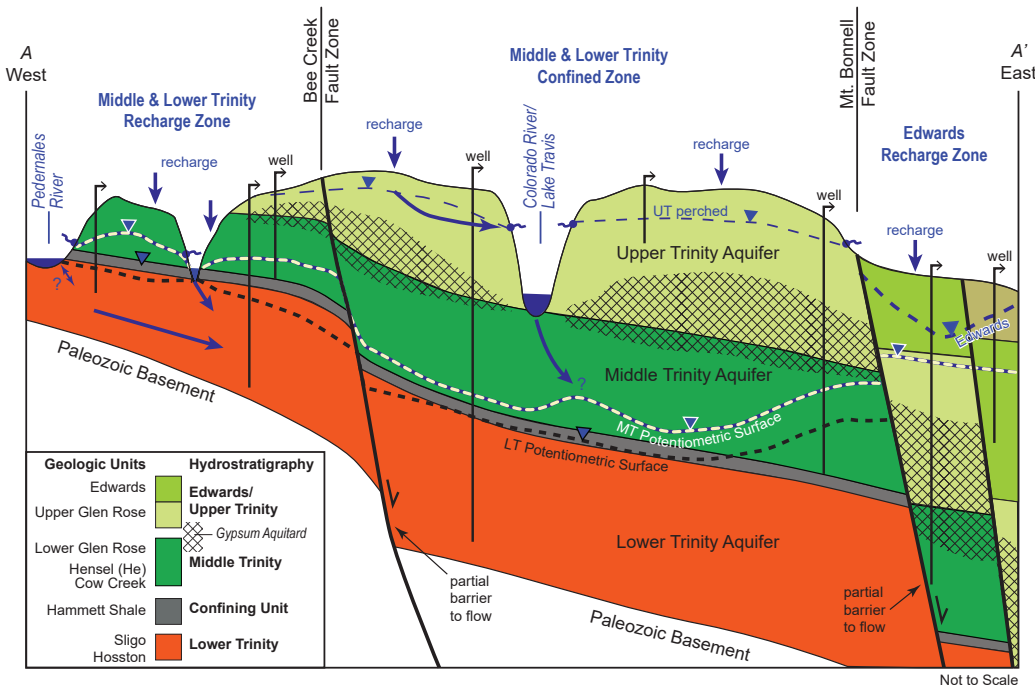 A
West
Pedernales
River
Middle & Lower Trinity
Recharge Zone
recharge
well
Bee Creek
Fault Zone
recharge
well
Middle & Lower Trinity
Confined Zone
Colorado River/
Lake Travis
recharge
well
UT perched
well
Mt. Bonnell
Fault Zone
Edwards
Recharge Zone
A'
East
recharge
well
well
Upper Trinity Aquifer
Edwards
?
?
Middle Trinity Aquifer
MT Potentiometric Surface
LT Potentiometric Surface
Paleozoic Basement
Lower Trinity Aquifer
partial
barrier
to flow
partial
barrier
to flow
Paleozoic Basement
Geologic Units
Hydrostratigraphy
Edwards
Edwards/
Upper Glen Rose
Upper Trinity
Gypsum Aquitard
Lower Glen Rose
Hensel (He)
Middle Trinity
Cow Creek
Hammett Shale
Confining Unit
Sligo
Lower Trinity
Hosston
Not to Scale